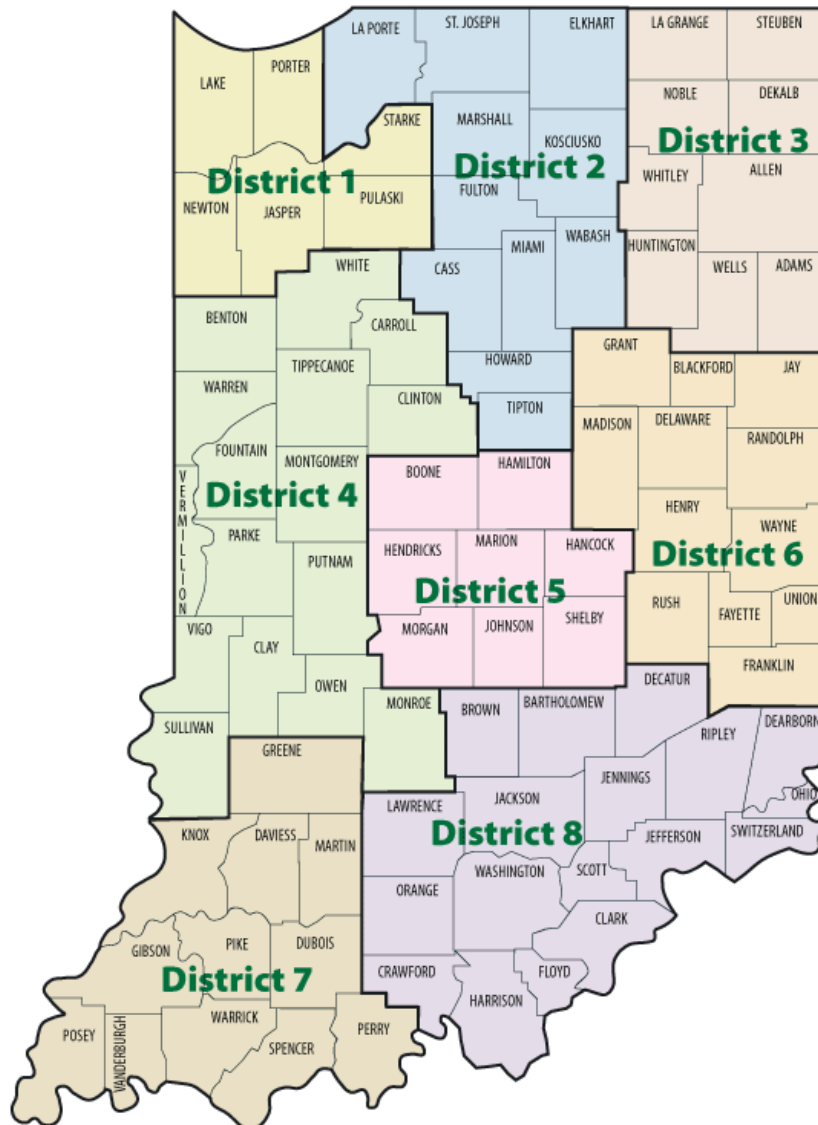 LA PORTE
ST. JOSEPH
ELKHART
LA GRANGE
STEUBEN
LAKE
PORTER
NOBLE
DEKALB
STARKE
MARSHALL
KOSCIUSKO
District 3
District 2
WHITLEY
ALLEN
District 1
FULTON
NEWTON
JASPER
PULASKI
WABASH
MIAMI
HUNTINGTON
WHITE
CASS
WELLS
ADAMS
BENTON
CARROLL
GRANT
HOWARD
TIPPECANOE
BLACKFORD
JAY
WARREN
CLINTON
TIPTON
MADISON
DELAWARE
RANDOLPH
FOUNTAIN
MONTGOMERY
BOONE
HAMILTON
VERMILLION
District 4
HENRY
WAYNE
PARKE
MARION
HANCOCK
HENDRICKS
District 6
PUTNAM
District 5
RUSH
UNION
FAYETTE
VIGO
MORGAN
JOHNSON
SHELBY
CLAY
FRANKLIN
OWEN
DECATUR
MONROE
BROWN
BARTHOLOMEW
SULLIVAN
RIPLEY
DEARBORN
GREENE
JENNINGS
JACKSON
OHIO
LAWRENCE
KNOX
DAVIESS
District 8
JEFFERSON
SWITZERLAND
MARTIN
WASHINGTON
SCOTT
ORANGE
CLARK
GIBSON
PIKE
DUBOIS
District 7
CRAWFORD
FLOYD
HARRISON
WARRICK
PERRY
POSEY
VANDERBURGH
SPENCER